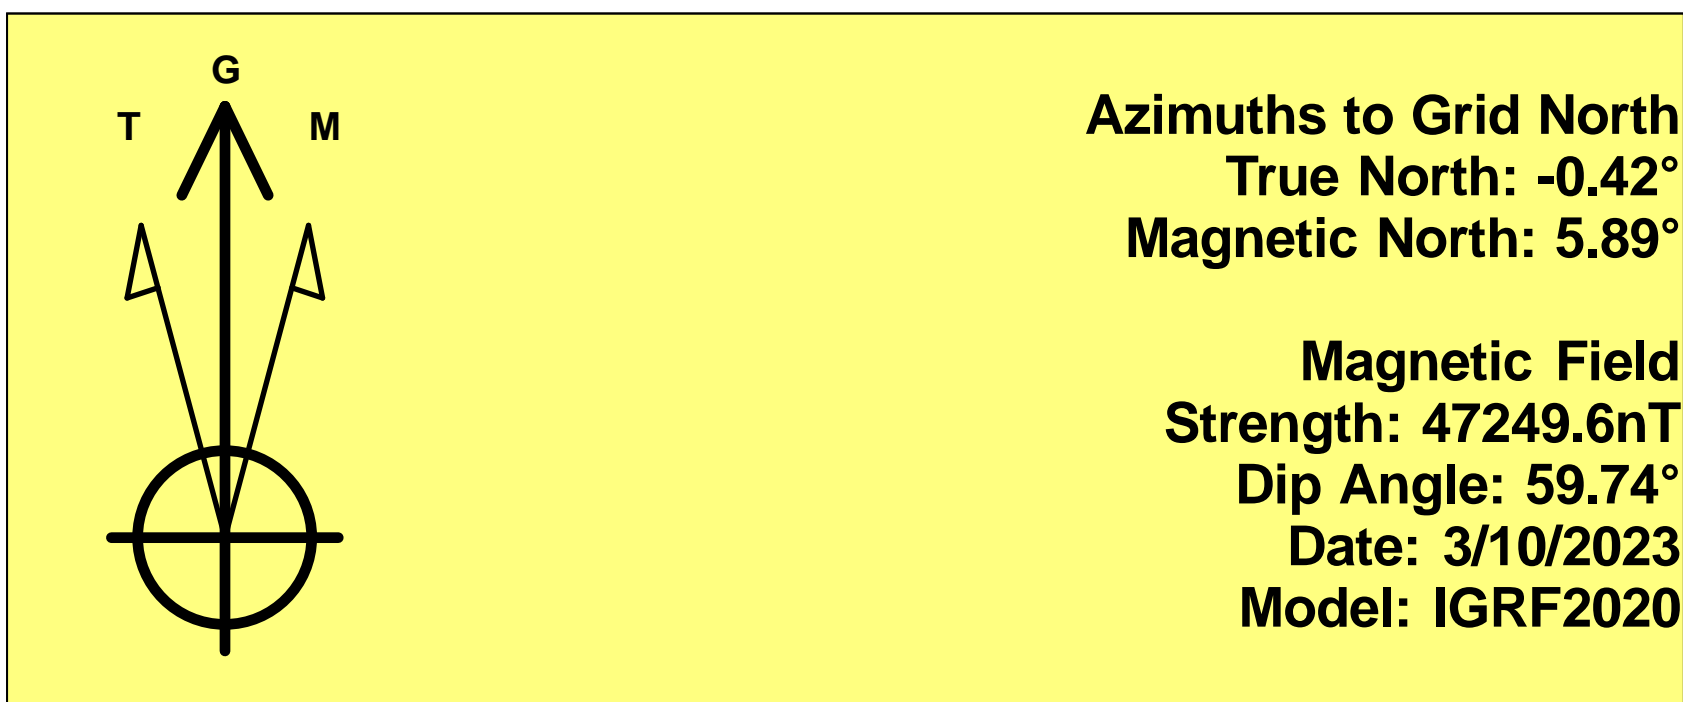 G
T
M
Azimuths to Grid North
True North: -0.42°
Magnetic North: 5.89°
Magnetic Field
Strength: 47249.6nT
Dip Angle: 59.74°
Date: 3/10/2023
Model: IGRF2020